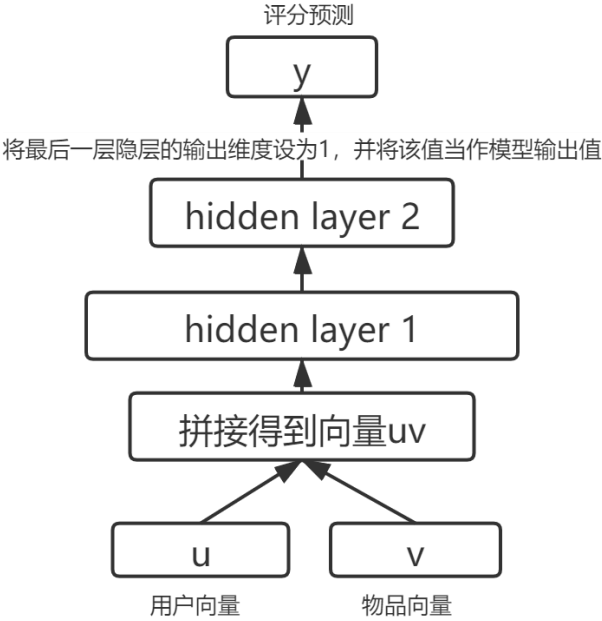 评分预测
y
将最后一层隐层的输出维度设为1，并将该值当作模型输出值
hidden layer 2
hidden layer 1
拼接得到向量uv
u
v
用户向量
物品向量